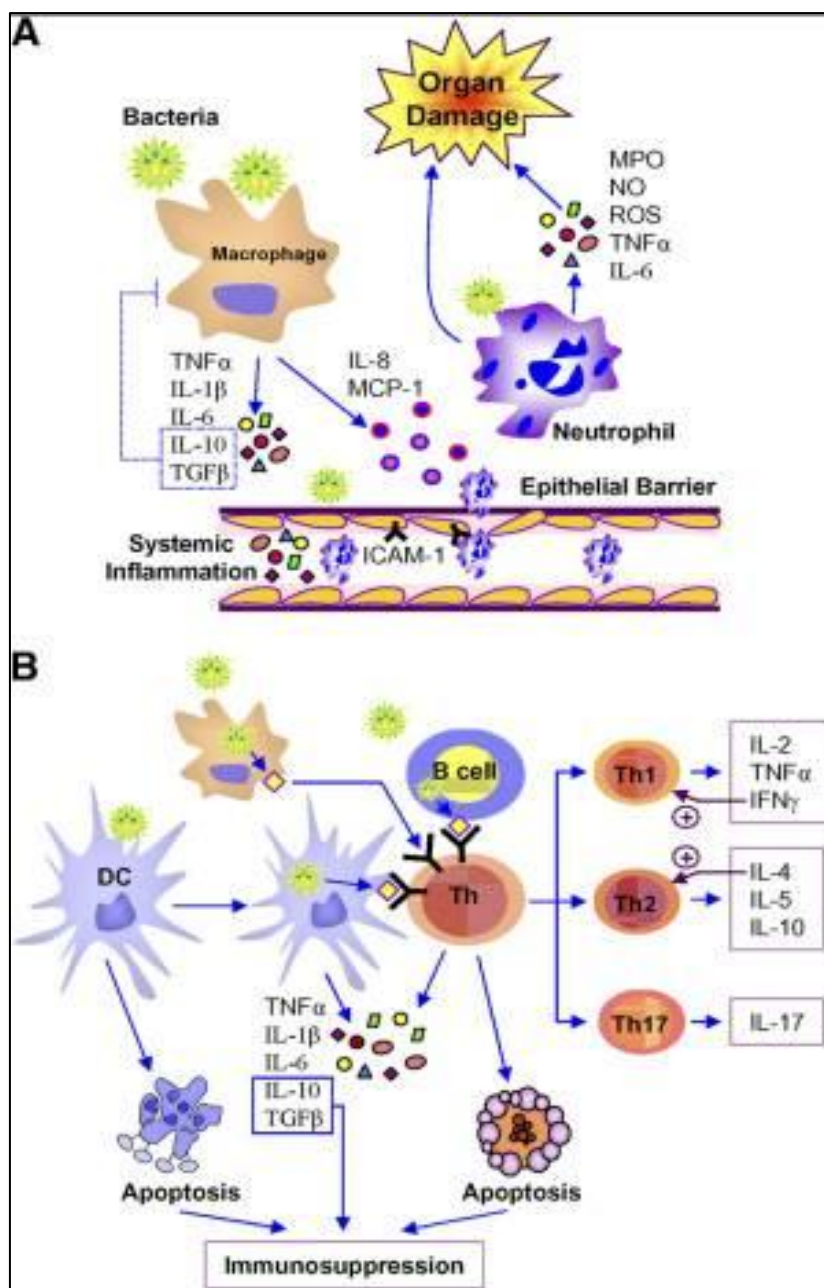 A
Organ
Damage
Bacteria
MPO
NO
ROS
TNFα
IL-6
Macrophage
TNFα
IL-1β
IL-6
IL-10
TGFβ
IL-8
MCP-1
Neutrophil
Epithelial Barrier
Systemic
Inflammation
ICAM-1
B
B cell
DC
Th
Th1
IL-2
TNFα
IFNγ
+
+
Th2
IL-4
IL-5
IL-10
Th17
IL-17
TNFα
IL-1β
IL-6
IL-10
TGFβ
Apoptosis
Apoptosis
Immunosuppression